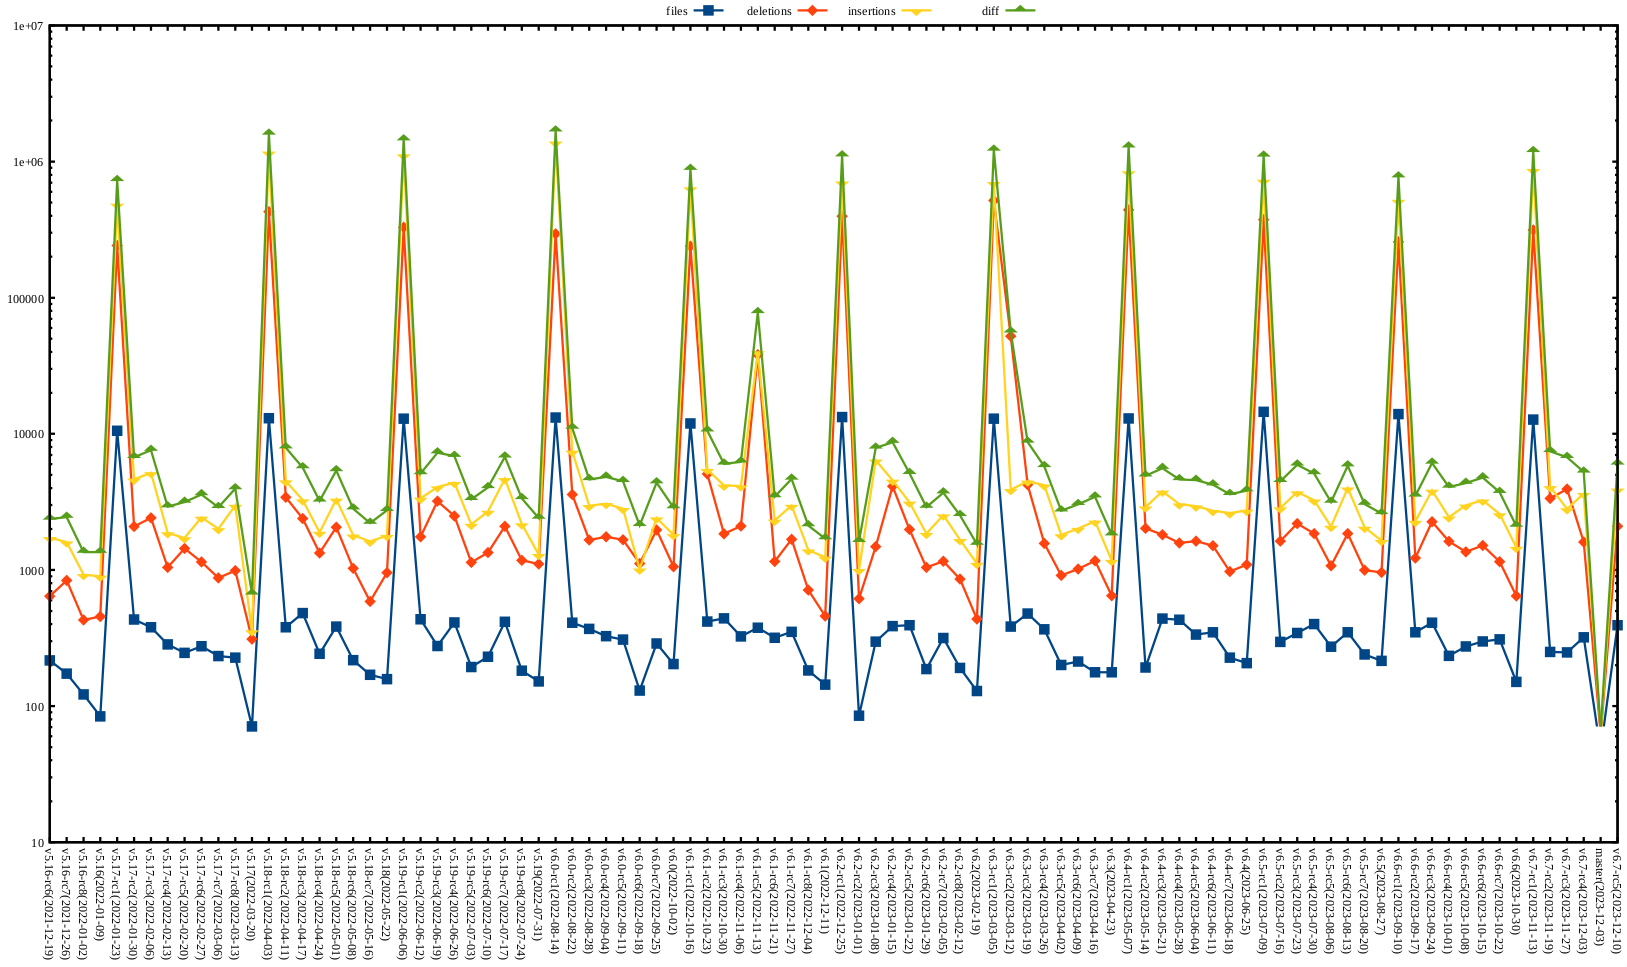 files deletions insertions diff
1e+07
1e+06
100000
10000
1000
100
10
v5.16-rc6(2021-12-19)
v5.16-rc7(2021-12-26)
v5.16-rc8(2022-01-02)
v5.16(2022-01-09)
v5.17-rc1(2022-01-23)
v5.17-rc2(2022-01-30)
v5.17-rc3(2022-02-06)
v5.17-rc4(2022-02-13)
v5.17-rc5(2022-02-20)
v5.17-rc6(2022-02-27)
v5.17-rc7(2022-03-06)
v5.17-rc8(2022-03-13)
v5.17(2022-03-20)
v5.18-rc1(2022-04-03)
v5.18-rc2(2022-04-11)
v5.18-rc3(2022-04-17)
v5.18-rc4(2022-04-24)
v5.18-rc5(2022-05-01)
v5.18-rc6(2022-05-08)
v5.18-rc7(2022-05-16)
v5.18(2022-05-22)
v5.19-rc1(2022-06-06)
v5.19-rc2(2022-06-12)
v5.19-rc3(2022-06-19)
v5.19-rc4(2022-06-26)
v5.19-rc5(2022-07-03)
v5.19-rc6(2022-07-10)
v5.19-rc7(2022-07-17)
v5.19-rc8(2022-07-24)
v5.19(2022-07-31)
v6.0-rc1(2022-08-14)
v6.0-rc2(2022-08-22)
v6.0-rc3(2022-08-28)
v6.0-rc4(2022-09-04)
v6.0-rc5(2022-09-11)
v6.0-rc6(2022-09-18)
v6.0-rc7(2022-09-25)
v6.0(2022-10-02)
v6.1-rc1(2022-10-16)
v6.1-rc2(2022-10-23)
v6.1-rc3(2022-10-30)
v6.1-rc4(2022-11-06)
v6.1-rc5(2022-11-13)
v6.1-rc6(2022-11-21)
v6.1-rc7(2022-11-27)
v6.1-rc8(2022-12-04)
v6.1(2022-12-11)
v6.2-rc1(2022-12-25)
v6.2-rc2(2023-01-01)
v6.2-rc3(2023-01-08)
v6.2-rc4(2023-01-15)
v6.2-rc5(2023-01-22)
v6.2-rc6(2023-01-29)
v6.2-rc7(2023-02-05)
v6.2-rc8(2023-02-12)
v6.2(2023-02-19)
v6.3-rc1(2023-03-05)
v6.3-rc2(2023-03-12)
v6.3-rc3(2023-03-19)
v6.3-rc4(2023-03-26)
v6.3-rc5(2023-04-02)
v6.3-rc6(2023-04-09)
v6.3-rc7(2023-04-16)
v6.3(2023-04-23)
v6.4-rc1(2023-05-07)
v6.4-rc2(2023-05-14)
v6.4-rc3(2023-05-21)
v6.4-rc4(2023-05-28)
v6.4-rc5(2023-06-04)
v6.4-rc6(2023-06-11)
v6.4-rc7(2023-06-18)
v6.4(2023-06-25)
v6.5-rc1(2023-07-09)
v6.5-rc2(2023-07-16)
v6.5-rc3(2023-07-23)
v6.5-rc4(2023-07-30)
v6.5-rc5(2023-08-06)
v6.5-rc6(2023-08-13)
v6.5-rc7(2023-08-20)
v6.5(2023-08-27)
v6.6-rc1(2023-09-10)
v6.6-rc2(2023-09-17)
v6.6-rc3(2023-09-24)
v6.6-rc4(2023-10-01)
v6.6-rc5(2023-10-08)
v6.6-rc6(2023-10-15)
v6.6-rc7(2023-10-22)
v6.6(2023-10-30)
v6.7-rc1(2023-11-13)
v6.7-rc2(2023-11-19)
v6.7-rc3(2023-11-27)
v6.7-rc4(2023-12-03)
master(2023-12-03)
v6.7-rc5(2023-12-10)